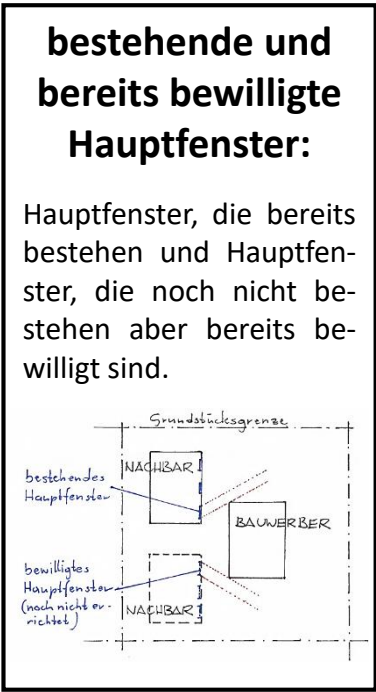 bestehende und
bereits bewilligte
Hauptfenster:
Hauptfenster, die bereits
bestehen und Hauptfen-
ster, die noch nicht be-
stehen aber bereits be-
willigt sind.
Grundstücksgrenze
NACHBAR
bestehendes
Hauptfenster
BAUWERBER
bewilligtes
Hauptfenster
(noch nicht er-
richtet)
NACHBAR